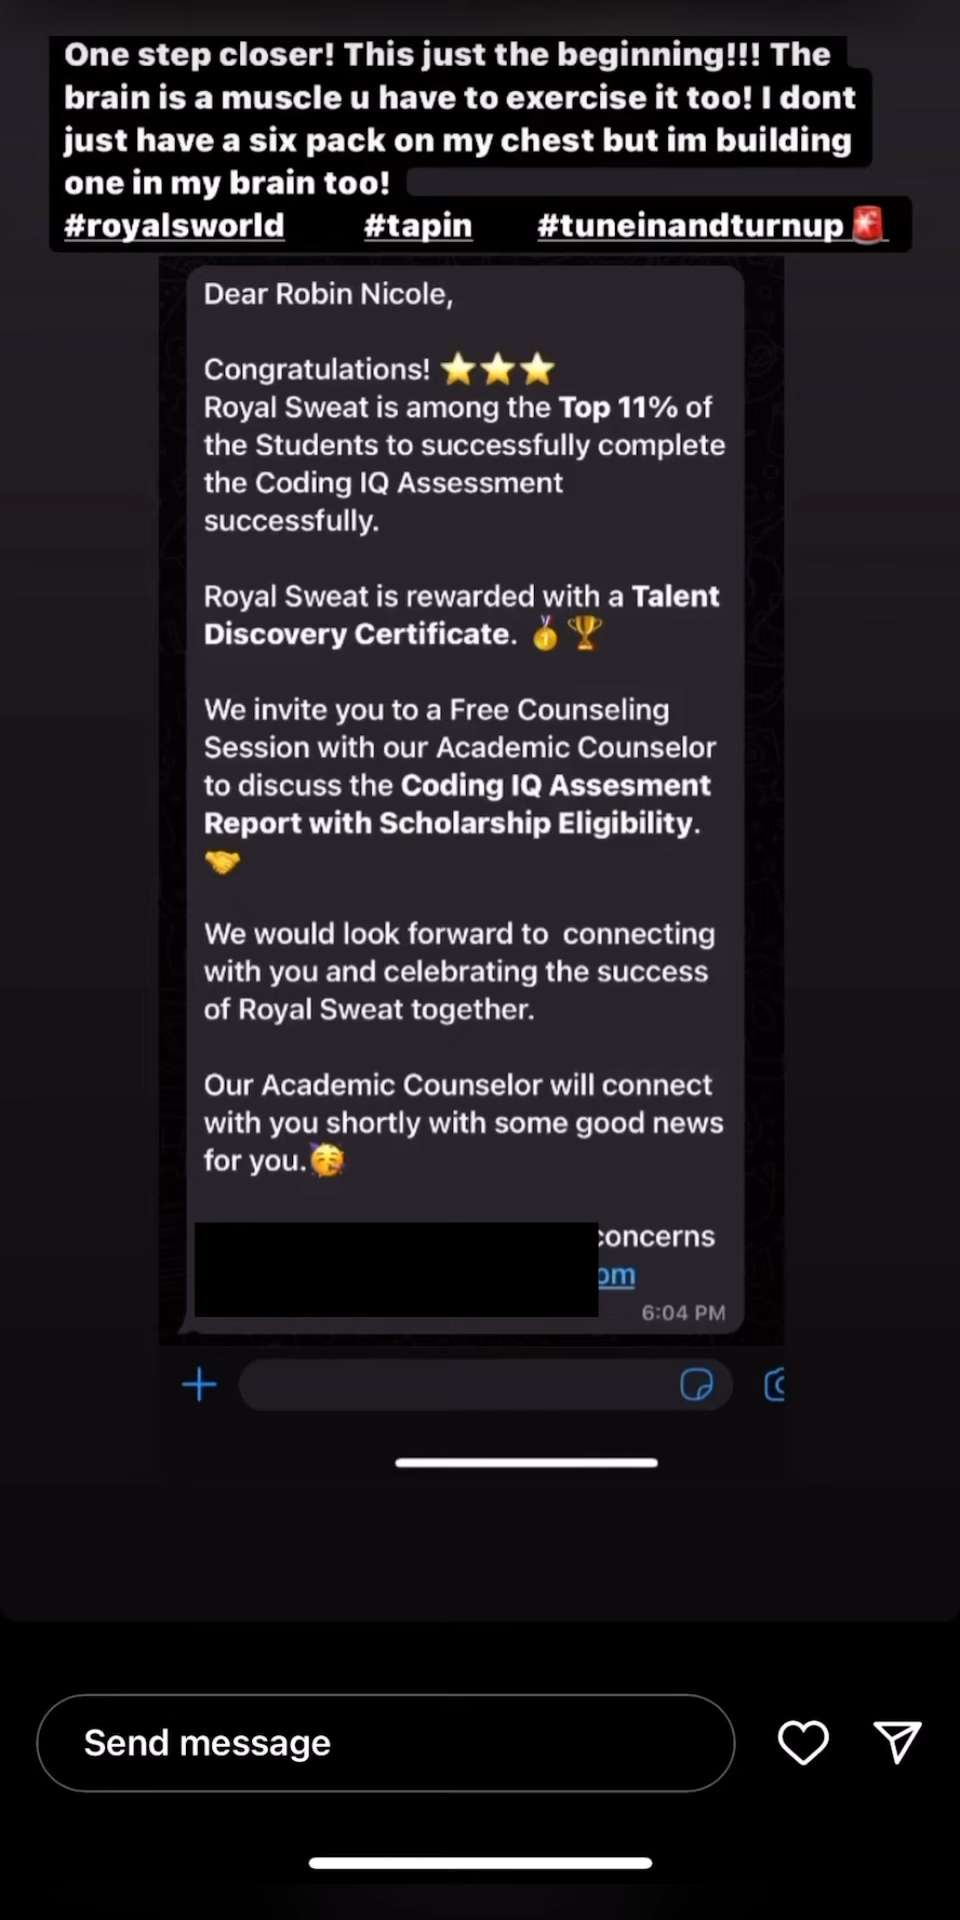 One step closer! This just the beginning!!! The
brain is a muscle u have to exercise it too! I dont
just have a six pack on my chest but im building
one in my brain too!
#royalsworld #tapin #tuneinandturnup🚨
Dear Robin Nicole,
Congratulations! ⭐⭐⭐
Royal Sweat is among the Top 11% of
the Students to successfully complete
the Coding IQ Assessment
successfully.
Royal Sweat is rewarded with a Talent
Discovery Certificate. 🥇🏆
We invite you to a Free Counseling
Session with our Academic Counselor
to discuss the Coding IQ Assesment
Report with Scholarship Eligibility.
🤝
We would look forward to  connecting
with you and celebrating the success
of Royal Sweat together.
Our Academic Counselor will connect
with you shortly with some good news
for you.🥳
concerns
om
6:04 PM
Send message